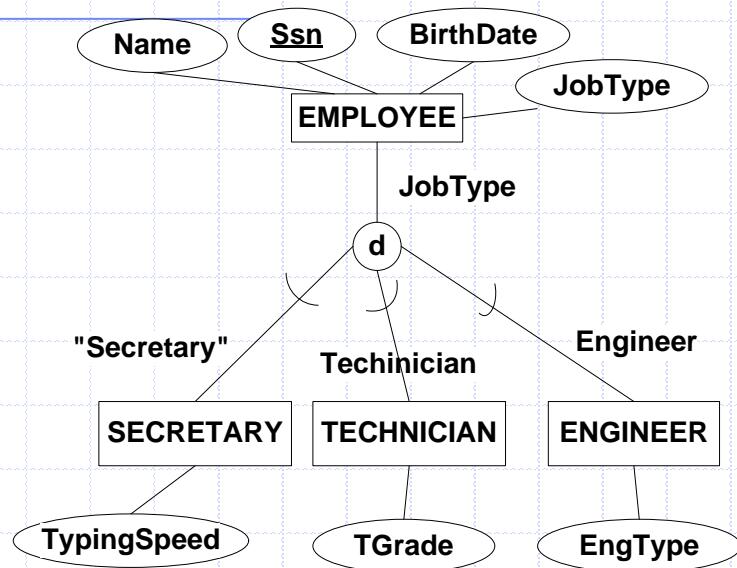 Name
Ssn
BirthDate
JobType
EMPLOYEE
JobType
d
"Secretary"
Techinician
Engineer
SECRETARY
TECHNICIAN
ENGINEER
TypingSpeed
TGrade
EngType